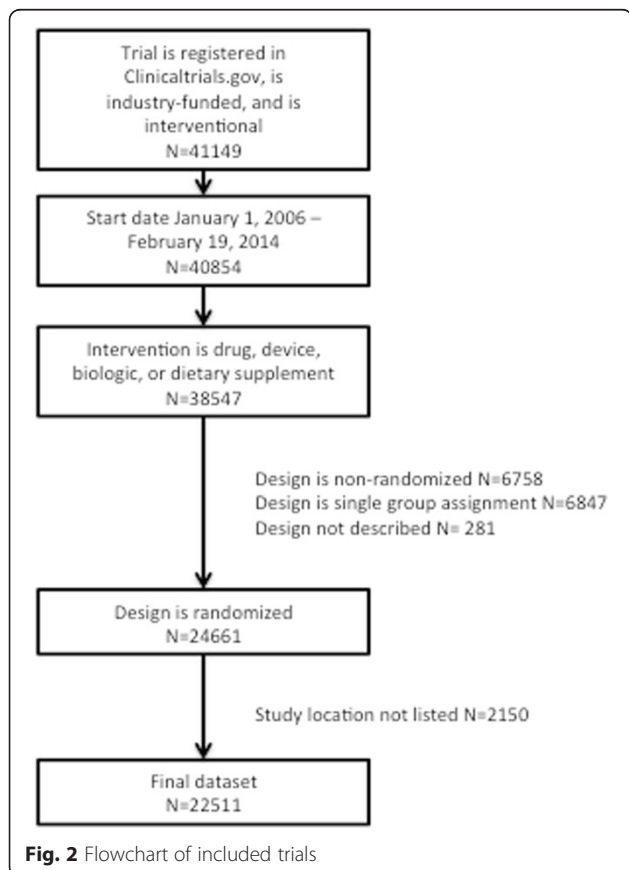 Trial is registered in
Clinicaltrials.gov, is
industry-funded, and is
interventional
N=41149
Start date January 1, 2006 –
February 19, 2014
N=40854
Intervention is drug, device,
biologic, or dietary supplement
N=38547
Design is non-randomized N=6758
Design is single group assignment N=6847
Design not described N= 281
Design is randomized
N=24661
Study location not listed N=2150
Final dataset
N=22511
Fig. 2 Flowchart of included trials